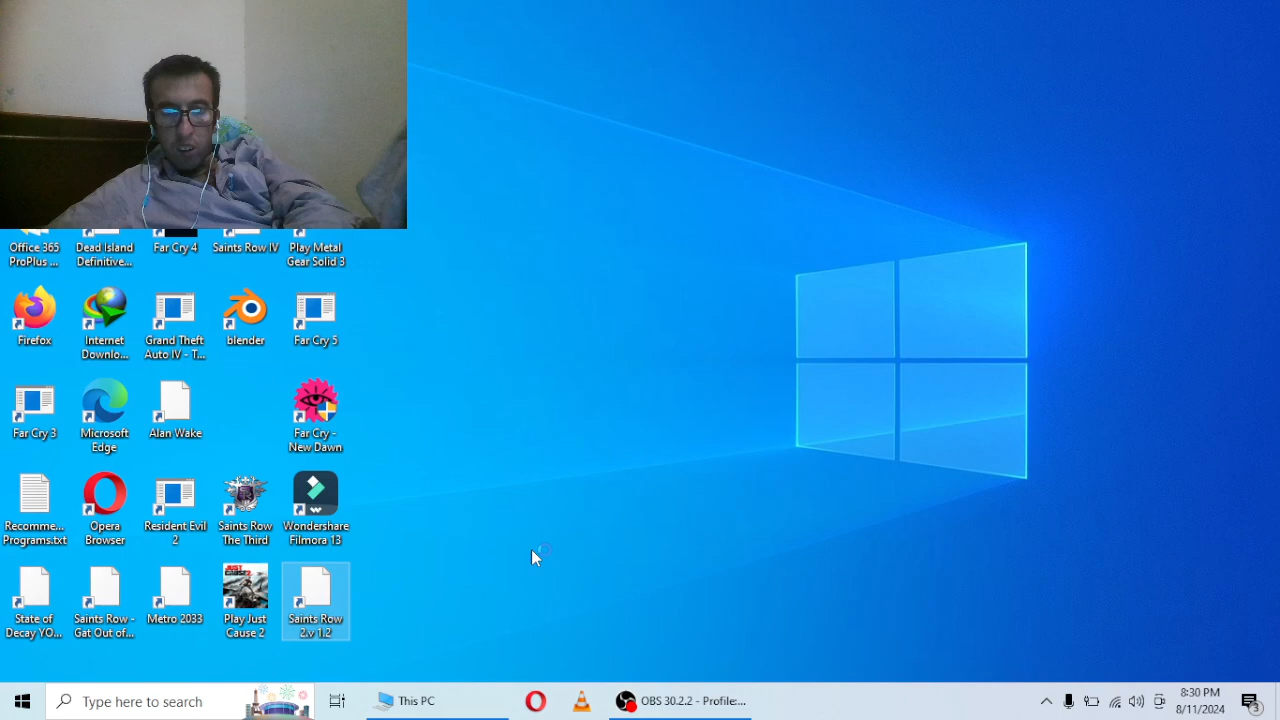 Office 365
ProPlus ...
Dead Island
Definitive...
Far Cry 4
Saints Row IV
Play Metal
Gear Solid 3
Firefox
Internet
Downlo...
Grand Theft
Auto IV - T...
blender
Far Cry 5
Far Cry 3
Microsoft
Edge
Alan Wake
Far Cry -
New Dawn
Recomme...
Programs.txt
Opera
Browser
Resident Evil
2
Saints Row
The Third
Wondershare
Filmora 13
State of
Decay YO...
Saints Row -
Gat Out of...
Metro 2033
JUST
CAUSE 2
Play Just
Cause 2
Saints Row
2.v 1.2
Type here to search
This PC
OBS 30.2.2 - Profile:...
8:30 PM
8/11/2024
3